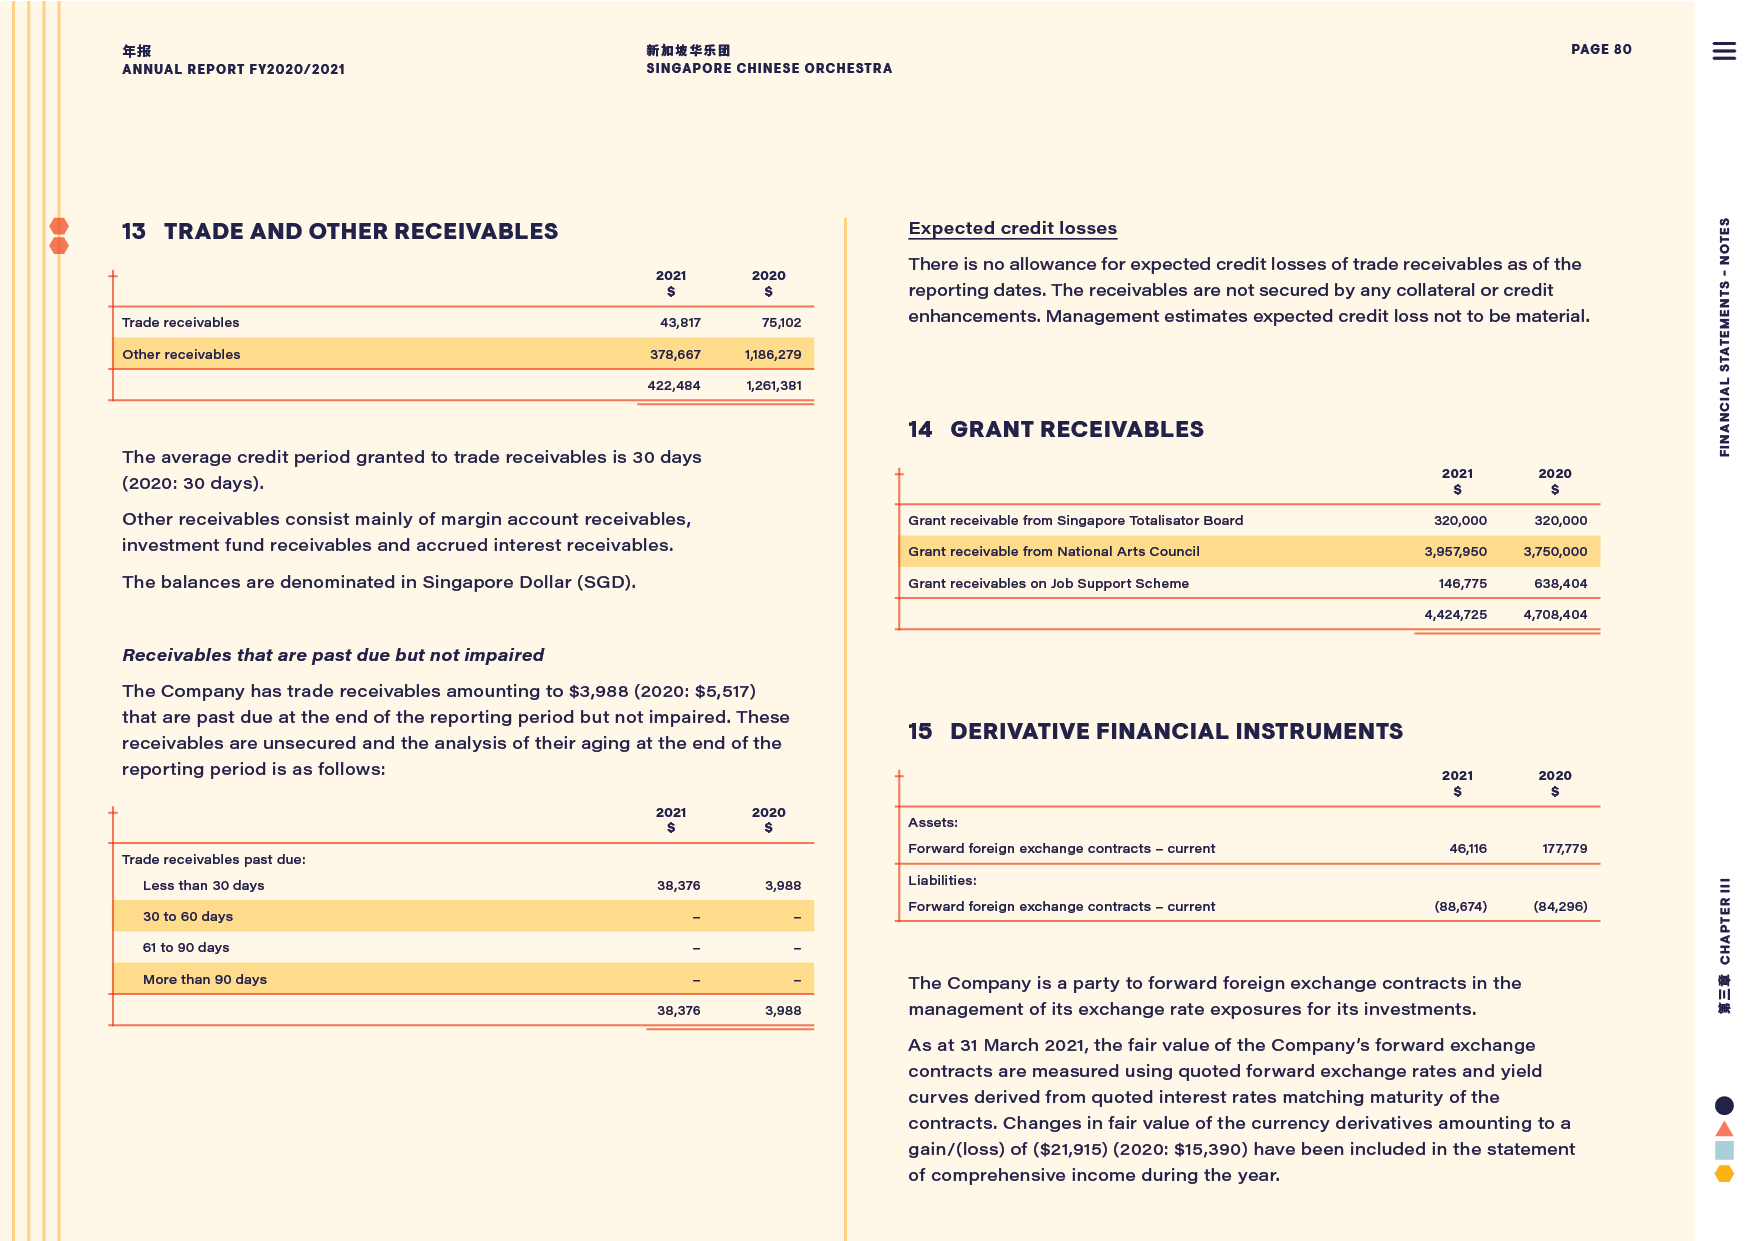 年报
ANNUAL REPORT FY2020/2021
新加坡华乐团
SINGAPORE CHINESE ORCHESTRA
PAGE 80
13 TRADE AND OTHER RECEIVABLES
2021 2020
$ $
Trade receivables 43,817 75,102
Other receivables 378,667 1,186,279
422,484 1,261,381
The average credit period granted to trade receivables is 30 days
(2020: 30 days).
Other receivables consist mainly of margin account receivables,
investment fund receivables and accrued interest receivables.
The balances are denominated in Singapore Dollar (SGD).
Receivables that are past due but not impaired
The Company has trade receivables amounting to $3,988 (2020: $5,517)
that are past due at the end of the reporting period but not impaired. These
receivables are unsecured and the analysis of their aging at the end of the
reporting period is as follows:
2021 2020
$ $
Trade receivables past due:
Less than 30 days 38,376 3,988
30 to 60 days – –
61 to 90 days – –
More than 90 days – –
38,376 3,988
Expected credit losses
There is no allowance for expected credit losses of trade receivables as of the
reporting dates. The receivables are not secured by any collateral or credit
enhancements. Management estimates expected credit loss not to be material.
14 GRANT RECEIVABLES
2021 2020
$ $
Grant receivable from Singapore Totalisator Board 320,000 320,000
Grant receivable from National Arts Council 3,957,950 3,750,000
Grant receivables on Job Support Scheme 146,775 638,404
4,424,725 4,708,404
15 DERIVATIVE FINANCIAL INSTRUMENTS
2021 2020
$ $
Assets:
Forward foreign exchange contracts – current 46,116 177,779
Liabilities:
Forward foreign exchange contracts – current (88,674) (84,296)
The Company is a party to forward foreign exchange contracts in the
management of its exchange rate exposures for its investments.
As at 31 March 2021, the fair value of the Company’s forward exchange
contracts are measured using quoted forward exchange rates and yield
curves derived from quoted interest rates matching maturity of the
contracts. Changes in fair value of the currency derivatives amounting to a
gain/(loss) of ($21,915) (2020: $15,390) have been included in the statement
of comprehensive income during the year.
FINANCIAL STATEMENTS - NOTES
第三章 CHAPTER III